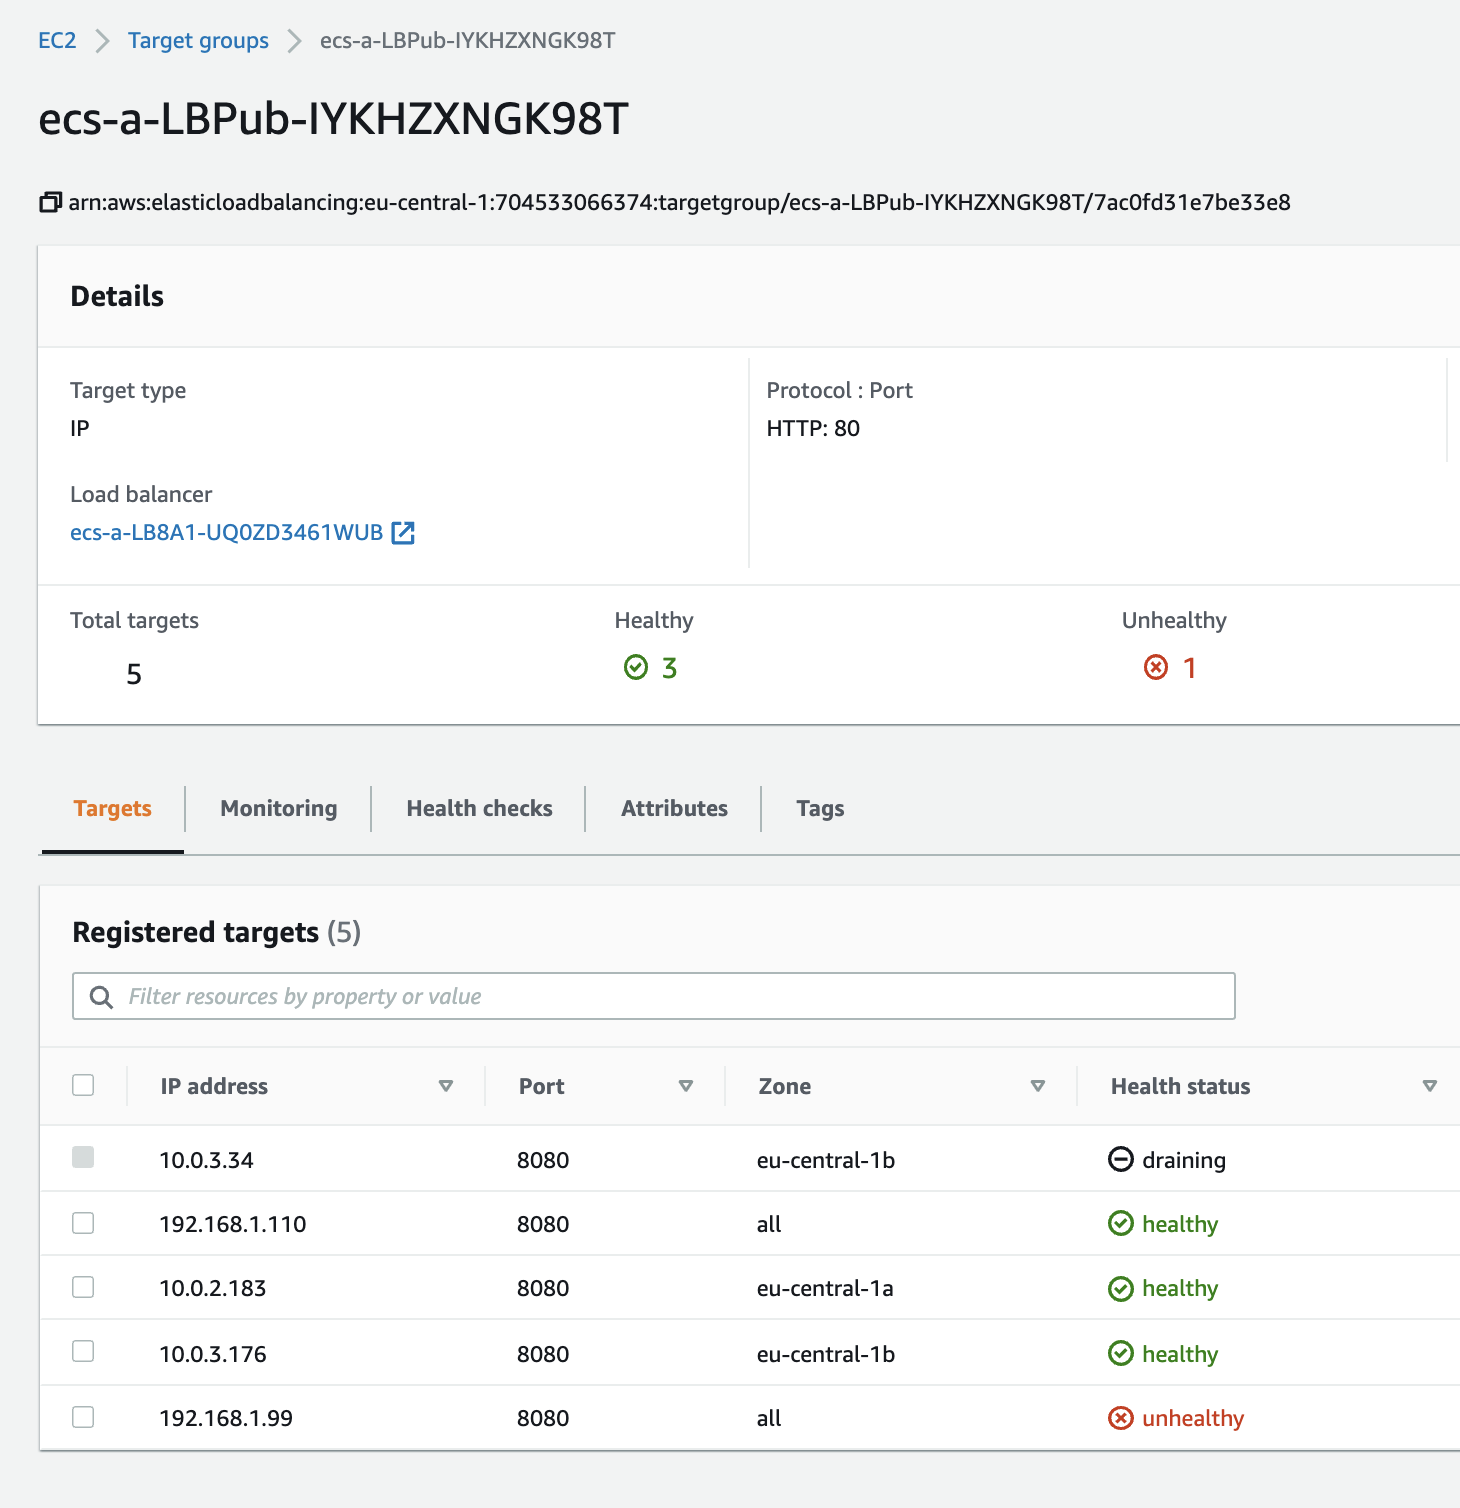 EC2 Target groups ecs-a-LBPub-IYKHZXNGK98T
ecs-a-LBPub-IYKHZXNGK98T
arn:aws:elasticloadbalancing:eu-central-1:704533066374:targetgroup/ecs-a-LBPub-IYKHZXNGK98T/7ac0fd31e7be33e8
Details
Target type
IP
Protocol : Port
HTTP: 80
Load balancer
ecs-a-LB8A1-UQ0ZD3461WUB
Total targets Healthy Unhealthy
5 3 1
Targets Monitoring Health checks Attributes Tags
Registered targets (5)
Filter resources by property or value
IP address Port Zone Health status
10.0.3.34 8080 eu-central-1b draining
192.168.1.110 8080 all healthy
10.0.2.183 8080 eu-central-1a healthy
10.0.3.176 8080 eu-central-1b healthy
192.168.1.99 8080 all unhealthy